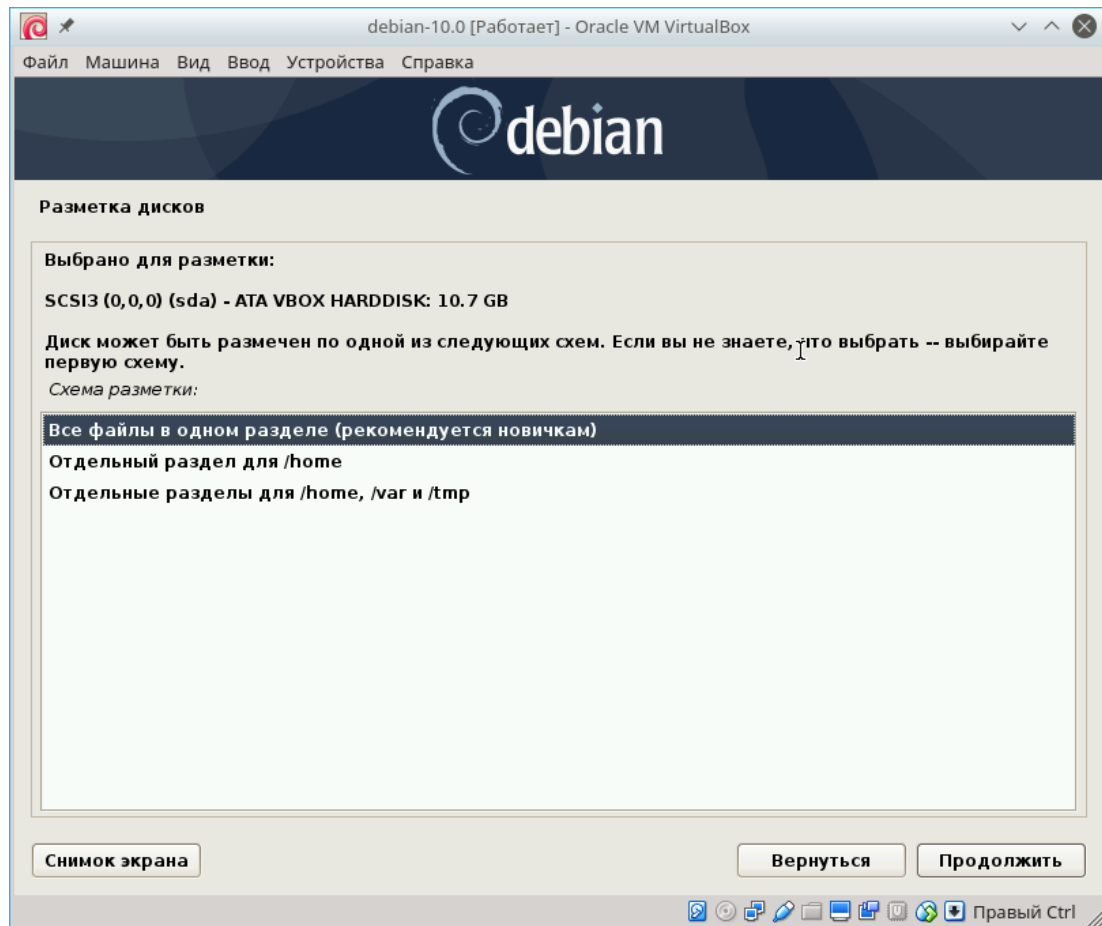 debian-10.0 [Работает] - Oracle VM VirtualBox
Файл Машина Вид Ввод Устройства Справка
debian
Разметка дисков
Выбрано для разметки:
SCSI3 (0,0,0) (sda) - ATA VBOX HARDDISK: 10.7 GB
Диск может быть размечен по одной из следующих схем. Если вы не знаете, что выбрать -- выбирайте
первую схему.
Схема разметки:
Все файлы в одном разделе (рекомендуется новичкам)
Отдельный раздел для /home
Отдельные разделы для /home, /var и /tmp
Снимок экрана Вернуться Продолжить
Правый Ctrl